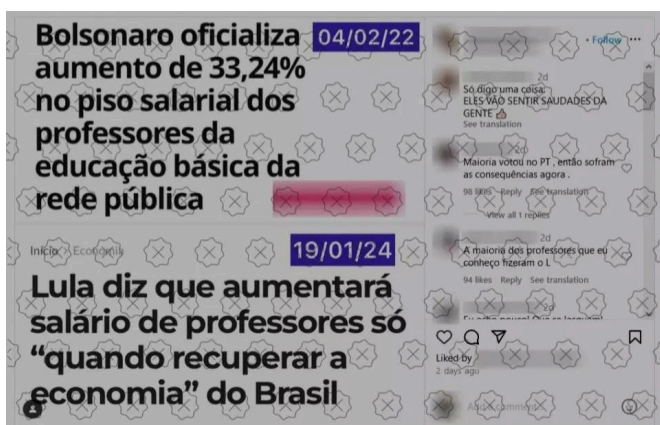 Bolsonaro oficializa
04/02/22
aumento de 33,24%
no piso salarial dos
professores da
educação básica da
rede pública
Início > Economia
19/01/24
Lula diz que aumentará
salário de professores só
“quando recuperar a
economia” do Brasil
• Follow •••
2d
Só digo uma coisa:
ELES VÃO SENTIR SAUDADES DA
GENTE 👍
See translation
2d
Maioria votou no PT , então sofram
as consequências agora .
98 likes Reply See translation
View all 1 replies
2d
A maioria dos professores que eu
conheço fizeram o L
94 likes Reply See translation
2d
Liked by
2 days ago
Add a comment...